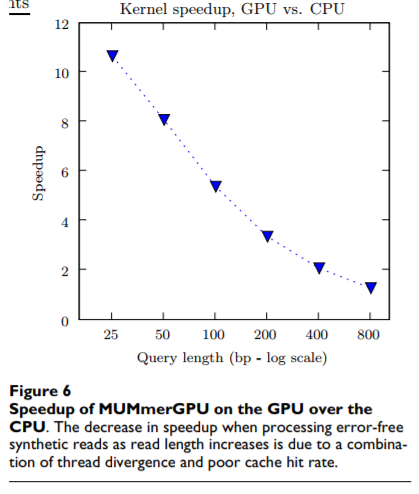 Kernel speedup, GPU vs. CPU
12
10
8
6
4
2
0
Speedup
25 50 100 200 400 800
Query length (bp - log scale)
Figure 6
Speedup of MUMmerGPU on the GPU over the
CPU. The decrease in speedup when processing error-free
synthetic reads as read length increases is due to a combina-
tion of thread divergence and poor cache hit rate.